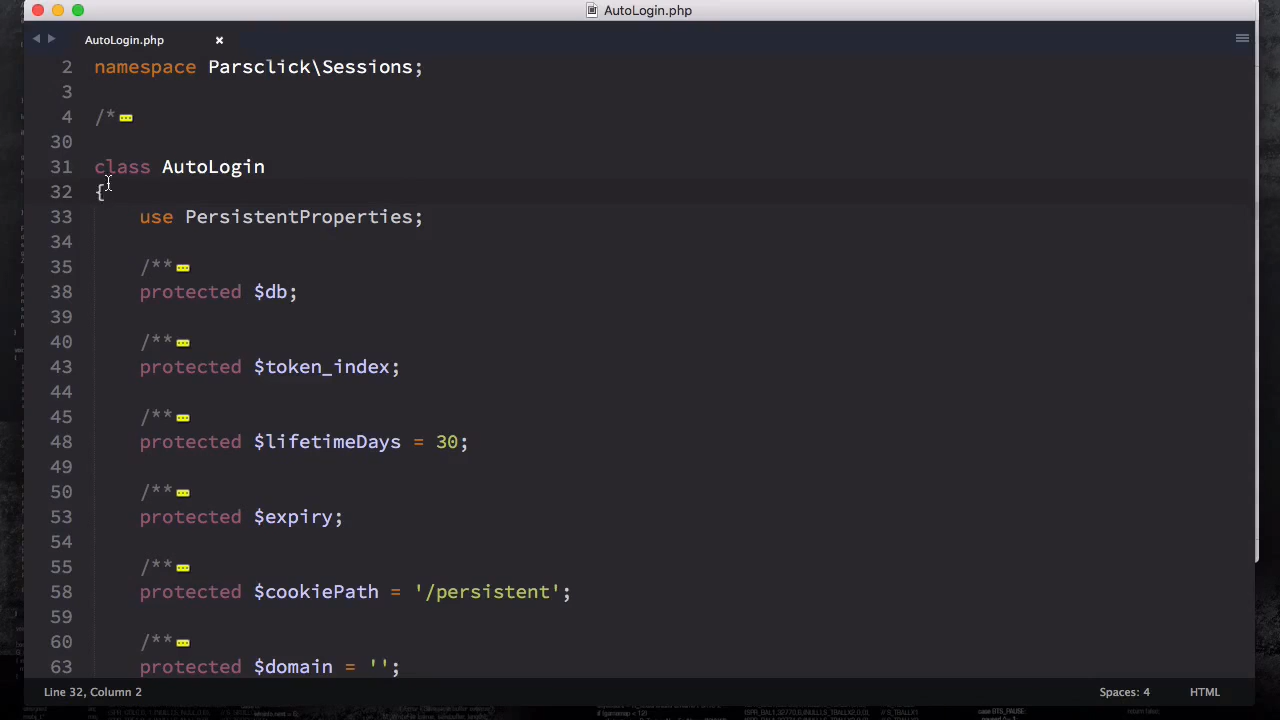 AutoLogin.php
AutoLogin.php ×
2 namespace Parsclick\Sessions;
3
4 /*
30
31 class AutoLogin
32 {
33 use PersistentProperties;
34
35 /**
38 protected $db;
39
40 /**
43 protected $token_index;
44
45 /**
48 protected $lifetimeDays = 30;
49
50 /**
53 protected $expiry;
54
55 /**
58 protected $cookiePath = '/persistent';
59
60 /**
63 protected $domain = '';
Line 32, Column 2 Spaces: 4 HTML